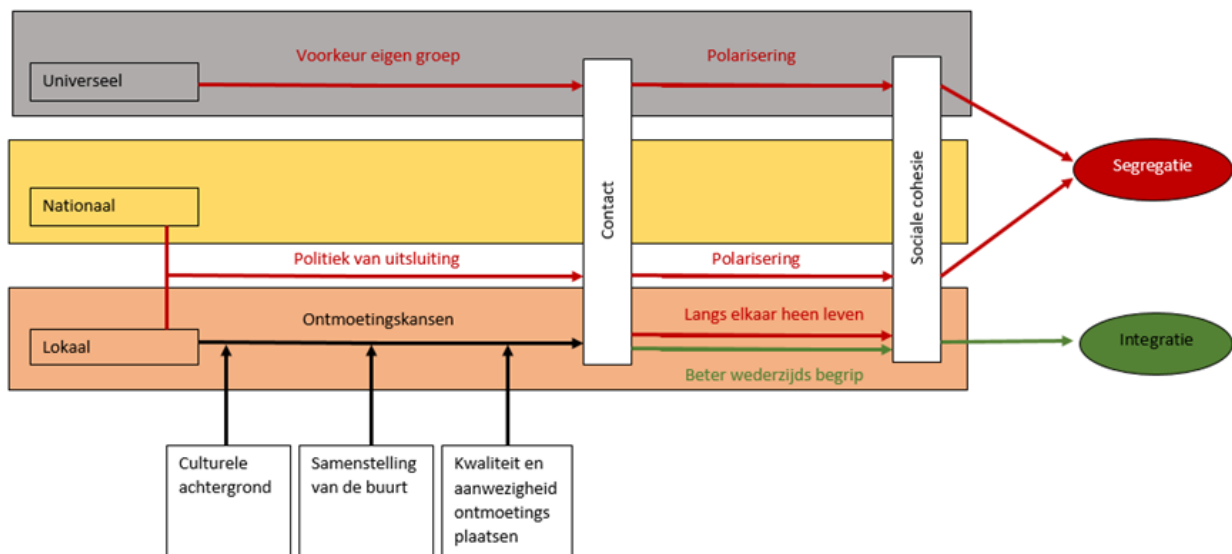 Voorkeur eigen groep
Polarisering
Universeel
Segregatie
Nationaal
Contact
Sociale cohesie
Politiek van uitsluiting
Polarisering
Ontmoetingskansen
Langs elkaar heen leven
Lokaal
Integratie
Beter wederzijds begrip
Culturele
achtergrond
Samenstelling
van de buurt
Kwaliteit en
aanwezigheid
ontmoetings
plaatsen